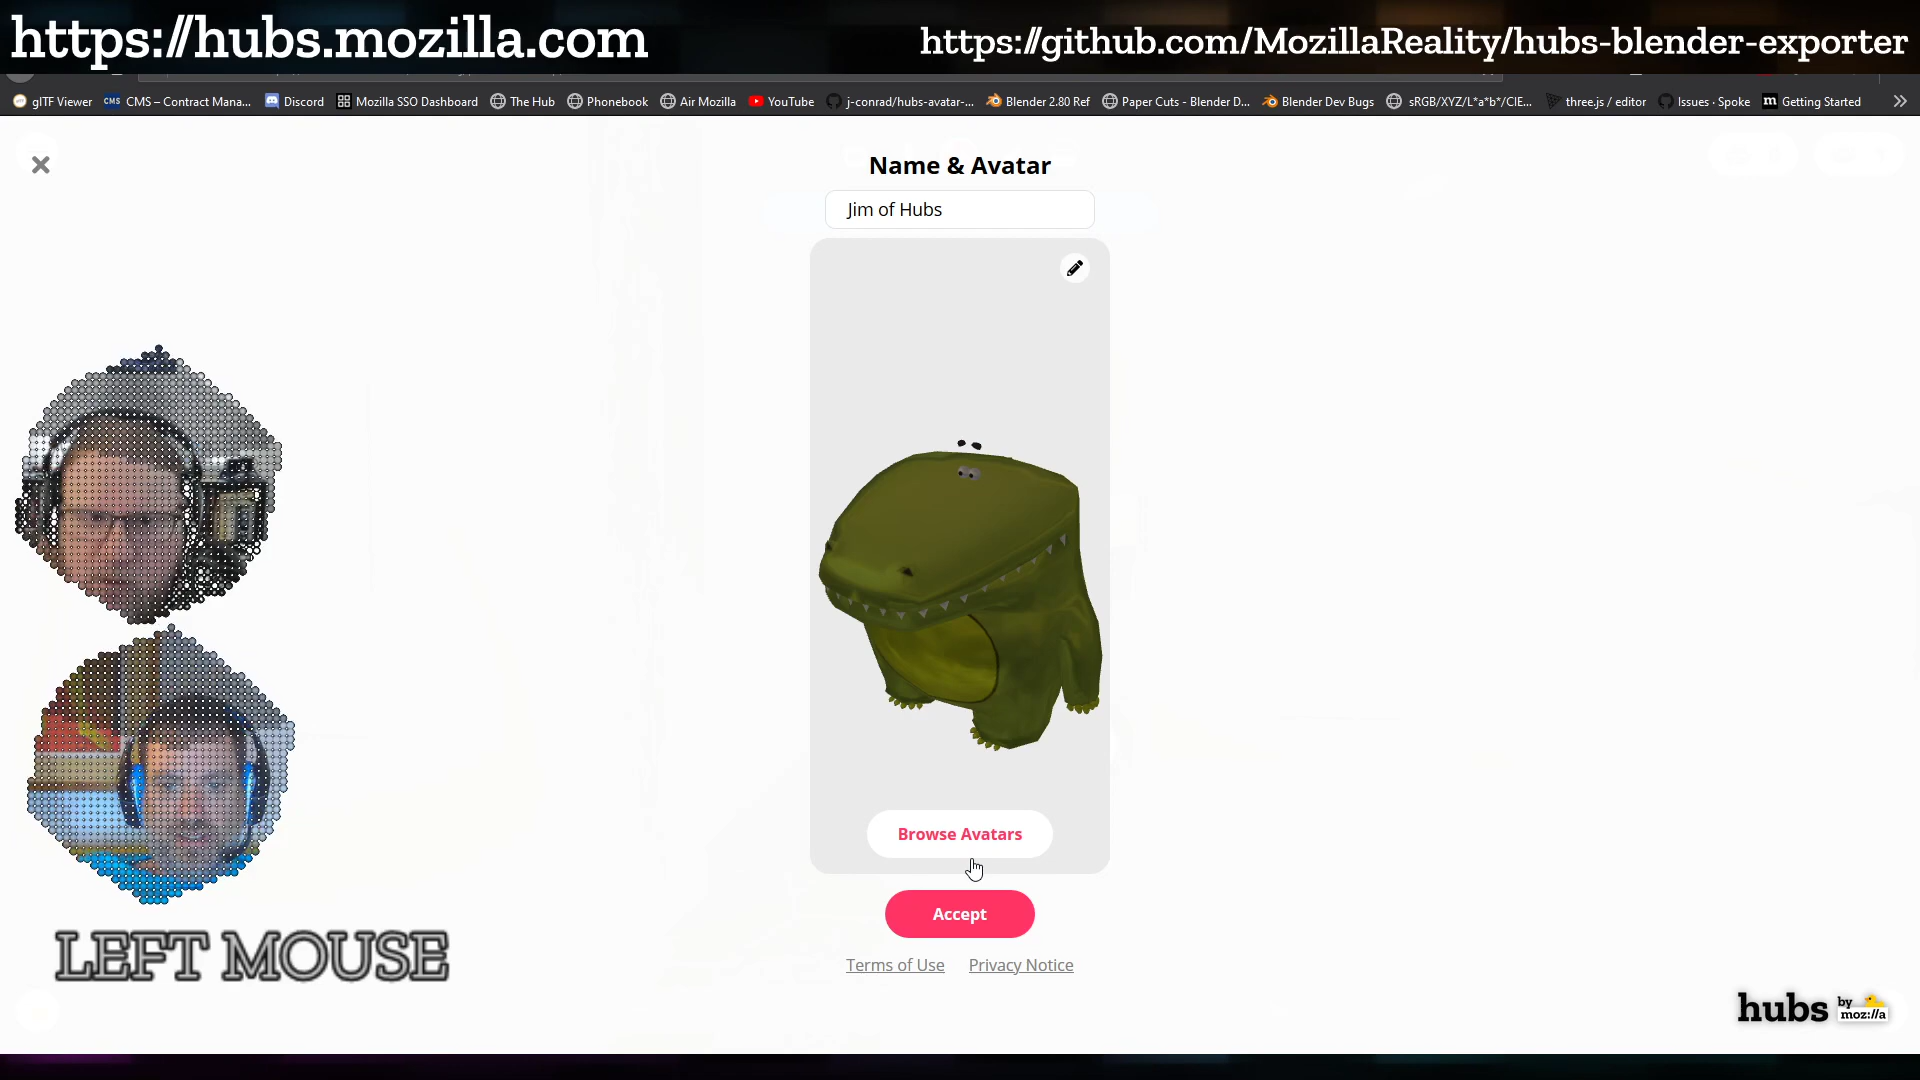 https://hubs.mozilla.com
https://github.com/MozillaReality/hubs-blender-exporter
glTF Viewer CMS CMS – Contract Mana... Discord Mozilla SSO Dashboard The Hub Phonebook Air Mozilla YouTube j-conrad/hubs-avatar-... Blender 2.80 Ref Paper Cuts - Blender D... Blender Dev Bugs sRGB/XYZ/L*a*b*/CIE... three.js / editor Issues · Spoke m Getting Started
Name & Avatar
Jim of Hubs
Browse Avatars
Accept
Terms of Use Privacy Notice
LEFT MOUSE
hubs by moz://a